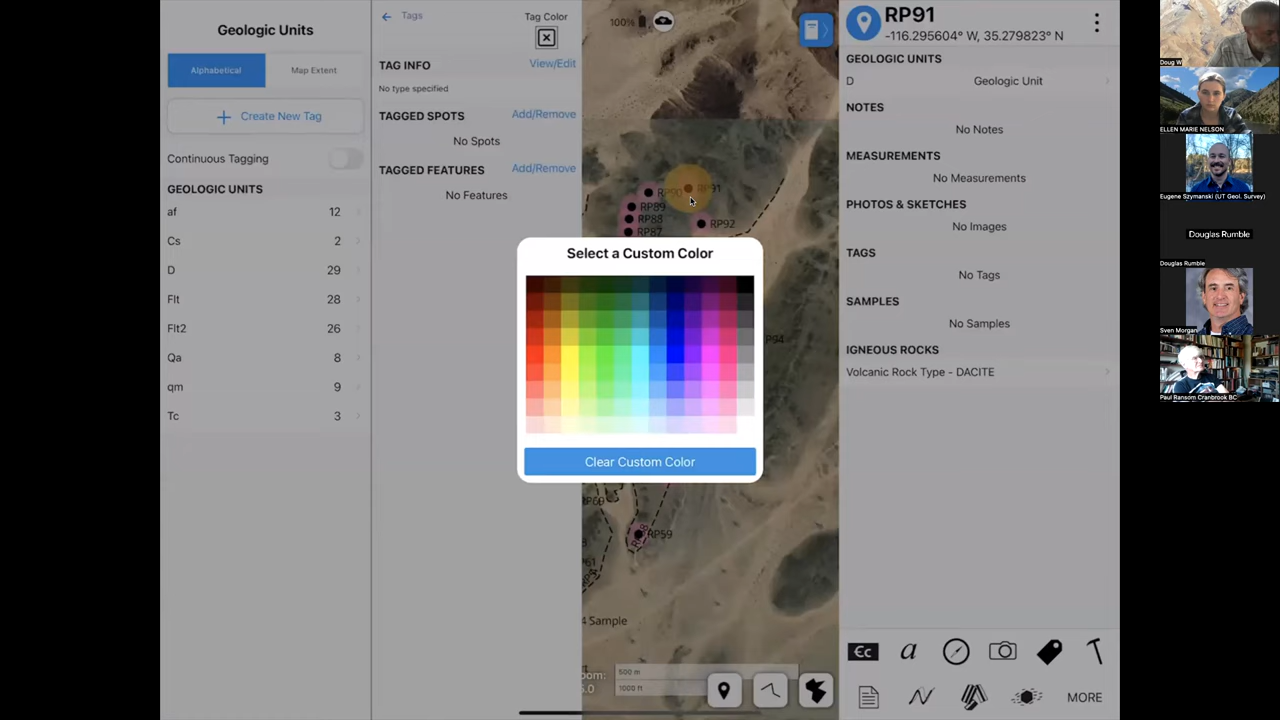 Geologic Units
Alphabetical
Map Extent
Create New Tag
Continuous Tagging
GEOLOGIC UNITS
af 12
Cs 2
D 29
Flt 28
Flt2 26
Qa 8
qm 9
Tc 3
Tags
Tag Color
TAG INFO View/Edit
No type specified
TAGGED SPOTS Add/Remove
No Spots
TAGGED FEATURES Add/Remove
No Features
100%
RP90
RP91
RP89
RP88
RP87
RP92
Select a Custom Color
Clear Custom Color
RP59
Sample
500 m
1000 ft
RP91
-116.295604° W, 35.279823° N
GEOLOGIC UNITS
D Geologic Unit
NOTES
No Notes
MEASUREMENTS
No Measurements
PHOTOS & SKETCHES
No Images
TAGS
No Tags
SAMPLES
No Samples
IGNEOUS ROCKS
Volcanic Rock Type - DACITE
MORE
Doug W
ELLEN MARIE NELSON
Eugene Szymanski (UT Geol. Survey)
Douglas Rumble
Douglas Rumble
Sven Morgan
Paul Ransom Cranbrook BC